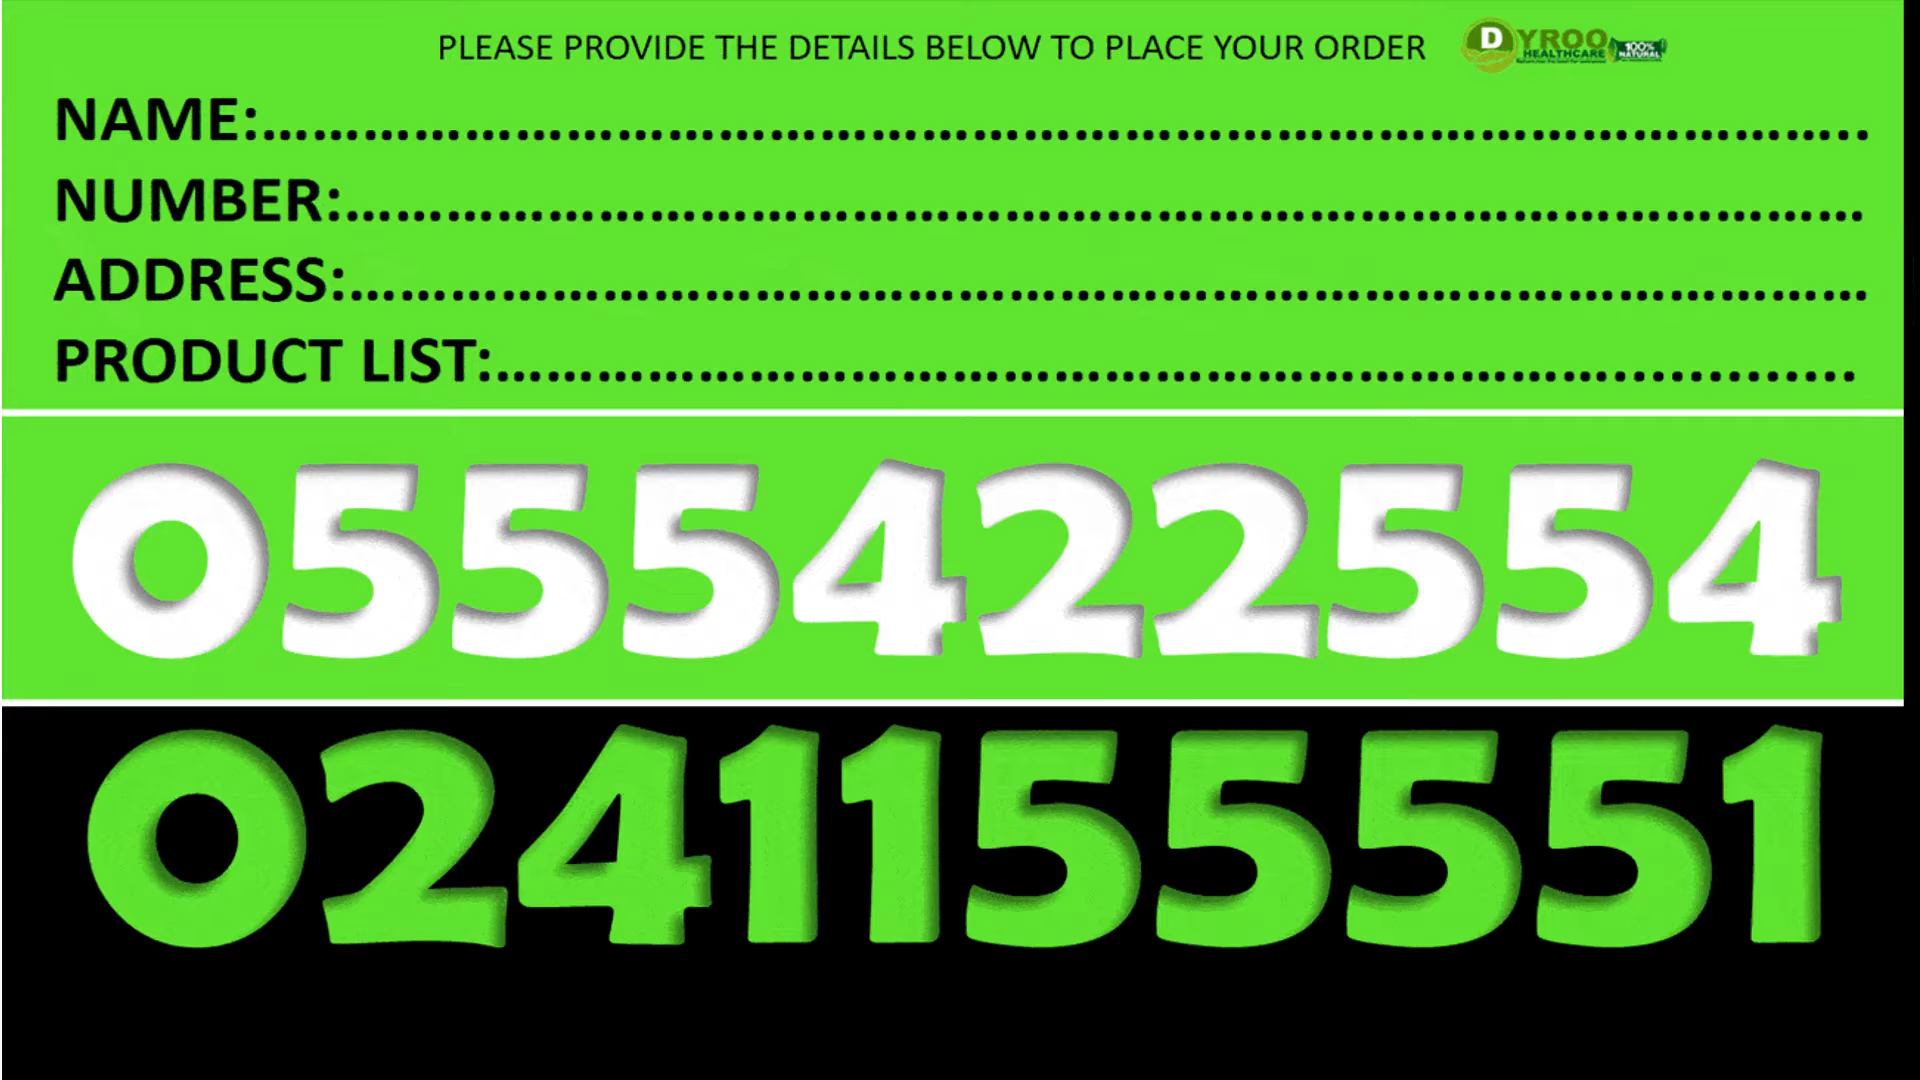 PLEASE PROVIDE THE DETAILS BELOW TO PLACE YOUR ORDER
DYROO
HEALTHCARE
100%
NATURAL
NAME:........................................................................................................
NUMBER:........................................................................................................
ADDRESS:........................................................................................................
PRODUCT LIST:........................................................................................................
0555422554
0241155551